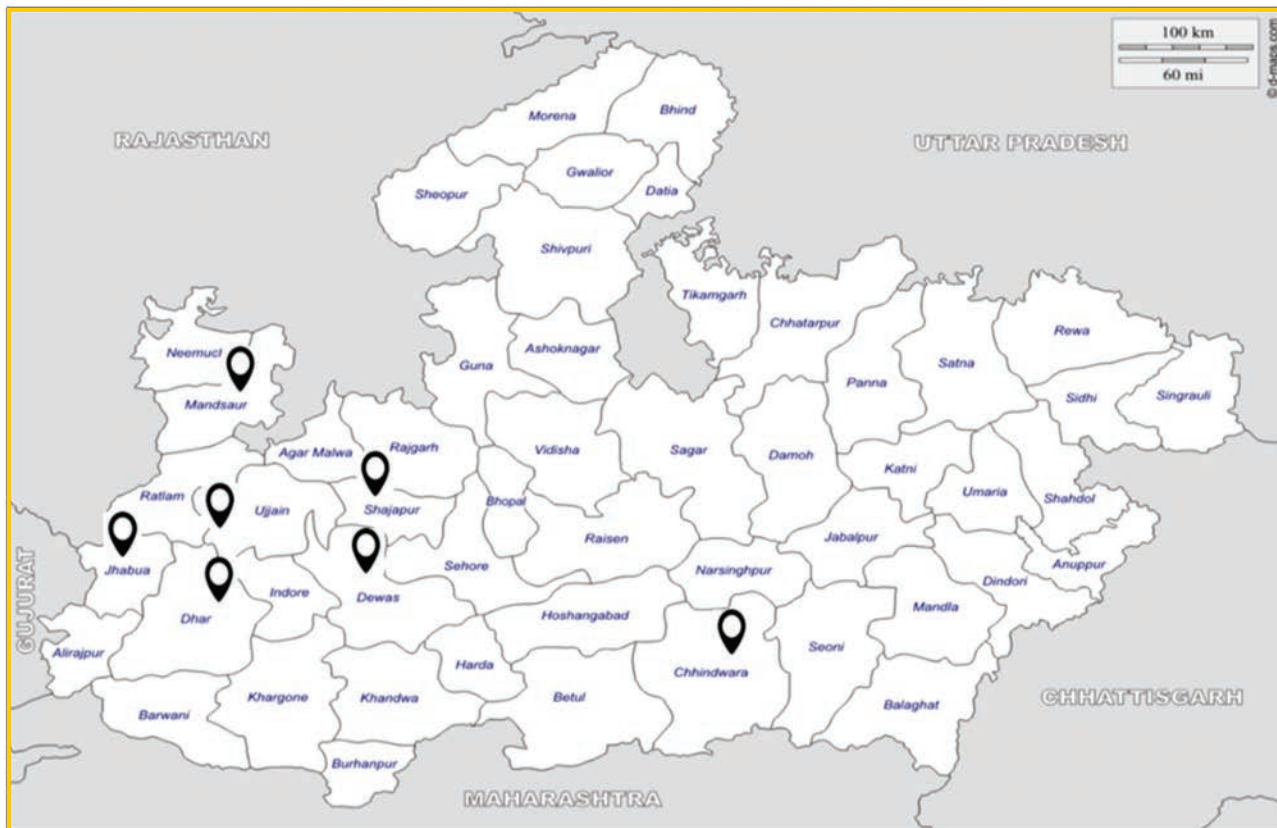 100 km
60 mi
© d-maps.com
RAJASTHAN
UTTAR PRADESH
Morena
Bhind
Gwalior
Datia
Sheopur
Shivpuri
Tikamgarh
Chhatarpur
Rewa
Neemucl
Ashoknagar
Guna
Satna
Panna
Sidhi
Singrauli
Mandsaur
Agar Malwa
Rajgarh
Vidisha
Sagar
Damoh
Katni
Umaria
Shahdol
Ratlam
Ujjain
Shajapur
Bhopal
Raisen
Jabalpur
Anuppur
GUJURAT
Jhabua
Indore
Dewas
Sehore
Narsinghpur
Dindori
Dhar
Hoshangabad
Mandla
Alirajpur
Harda
Chhindwara
Seoni
Khargone
Khandwa
Betul
Balaghat
CHHATTISGARH
Barwani
Burhanpur
MAHARASHTRA